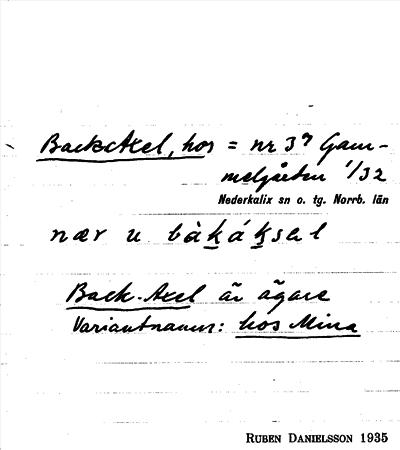 BackAxel, hos = nr 3⁷ Gam-
melgården 1/32
Nederkalix sn o. tg. Norrb. län
nær u bàkáksal
Back-Axel är ägare
Variantnamn: hos Mina
RUBEN DANIELSSON 1935